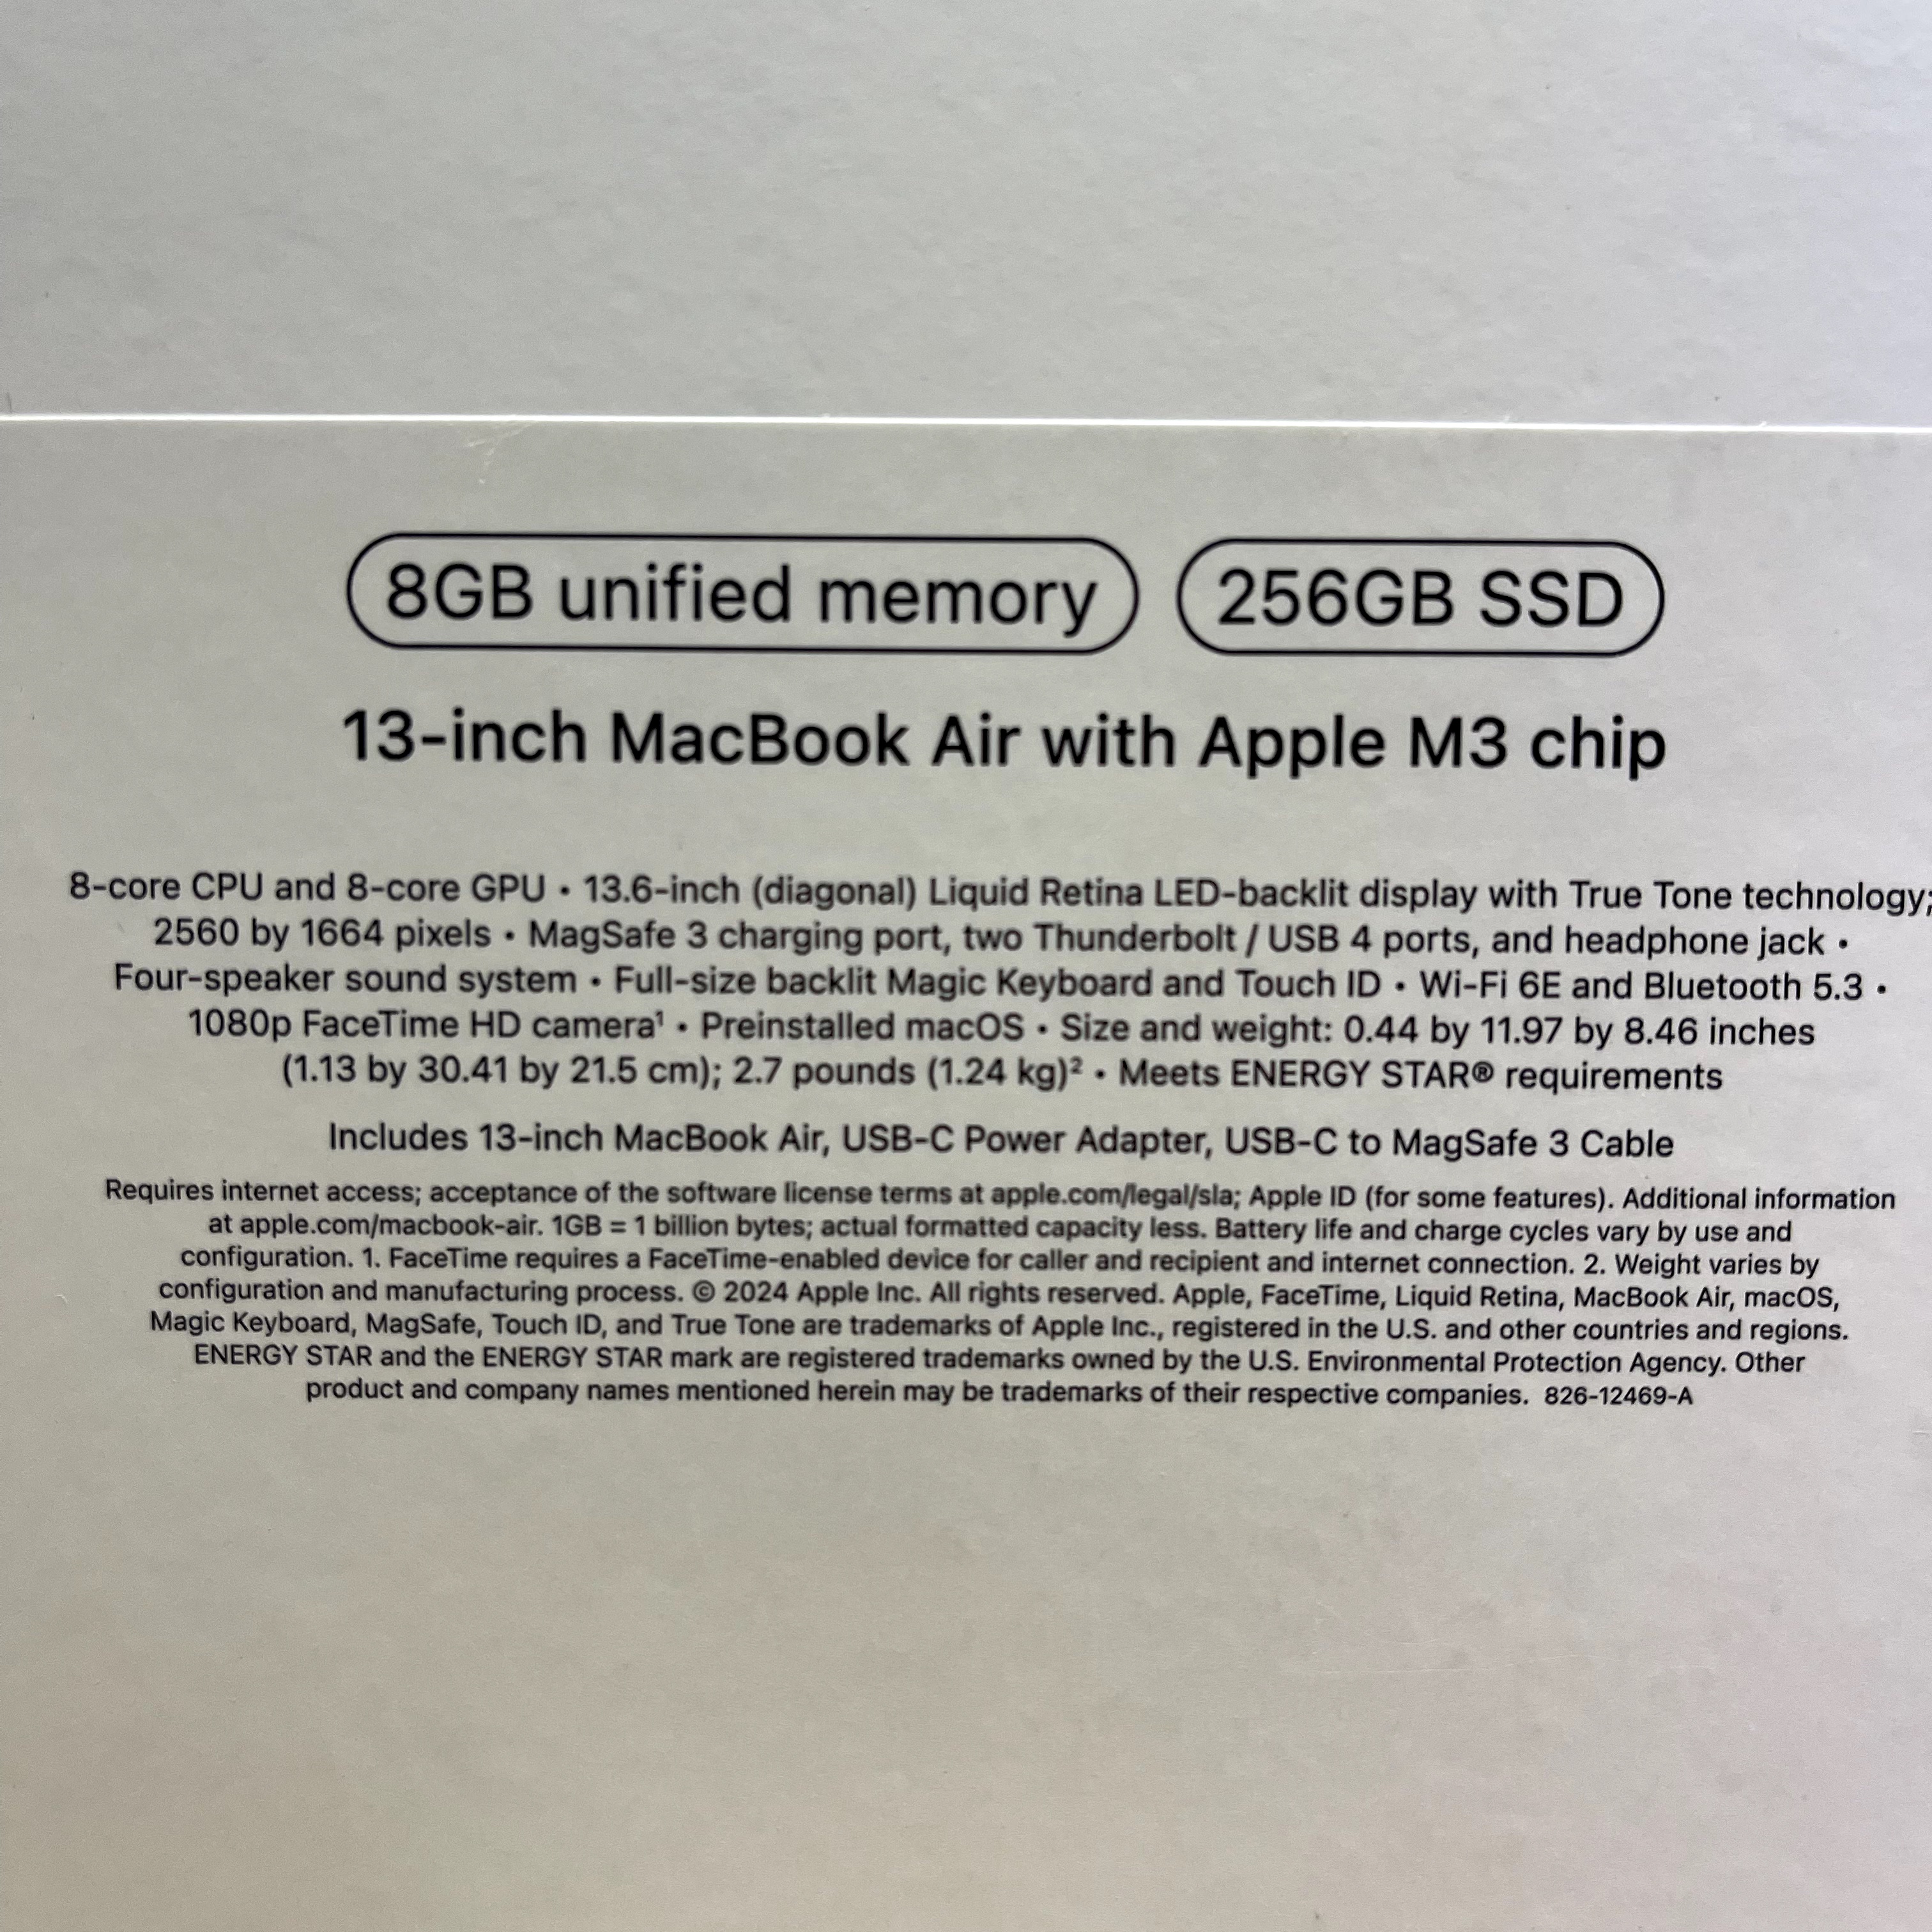 8GB unified memory 256GB SSD
13-inch MacBook Air with Apple M3 chip
8-core CPU and 8-core GPU • 13.6-inch (diagonal) Liquid Retina LED-backlit display with True Tone technology;
2560 by 1664 pixels • MagSafe 3 charging port, two Thunderbolt / USB 4 ports, and headphone jack •
Four-speaker sound system • Full-size backlit Magic Keyboard and Touch ID • Wi-Fi 6E and Bluetooth 5.3 •
1080p FaceTime HD camera¹ • Preinstalled macOS • Size and weight: 0.44 by 11.97 by 8.46 inches
(1.13 by 30.41 by 21.5 cm); 2.7 pounds (1.24 kg)² • Meets ENERGY STAR® requirements
Includes 13-inch MacBook Air, USB-C Power Adapter, USB-C to MagSafe 3 Cable
Requires internet access; acceptance of the software license terms at apple.com/legal/sla; Apple ID (for some features). Additional information
at apple.com/macbook-air. 1GB = 1 billion bytes; actual formatted capacity less. Battery life and charge cycles vary by use and
configuration. 1. FaceTime requires a FaceTime-enabled device for caller and recipient and internet connection. 2. Weight varies by
configuration and manufacturing process. © 2024 Apple Inc. All rights reserved. Apple, FaceTime, Liquid Retina, MacBook Air, macOS,
Magic Keyboard, MagSafe, Touch ID, and True Tone are trademarks of Apple Inc., registered in the U.S. and other countries and regions.
ENERGY STAR and the ENERGY STAR mark are registered trademarks owned by the U.S. Environmental Protection Agency. Other
product and company names mentioned herein may be trademarks of their respective companies. 826-12469-A